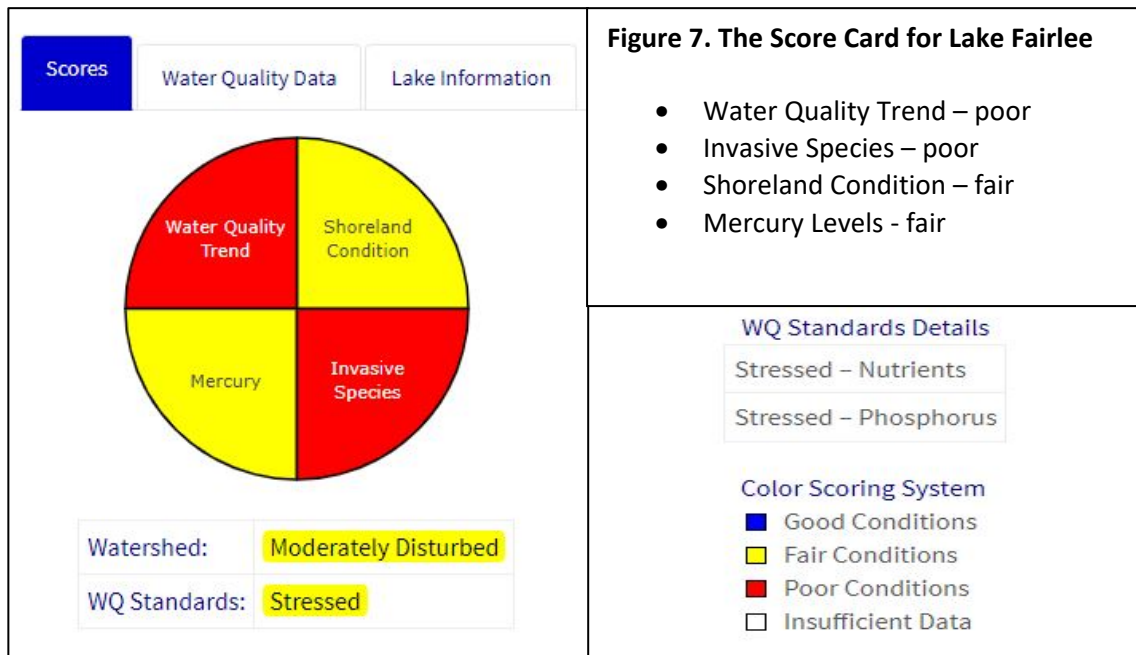 Scores
Water Quality Data
Lake Information
Water Quality
Trend
Shoreland
Condition
Mercury
Invasive
Species
Watershed: Moderately Disturbed
WQ Standards: Stressed
Figure 7. The Score Card for Lake Fairlee
• Water Quality Trend – poor
• Invasive Species – poor
• Shoreland Condition – fair
• Mercury Levels - fair
WQ Standards Details
Stressed – Nutrients
Stressed – Phosphorus
Color Scoring System
Good Conditions
Fair Conditions
Poor Conditions
Insufficient Data